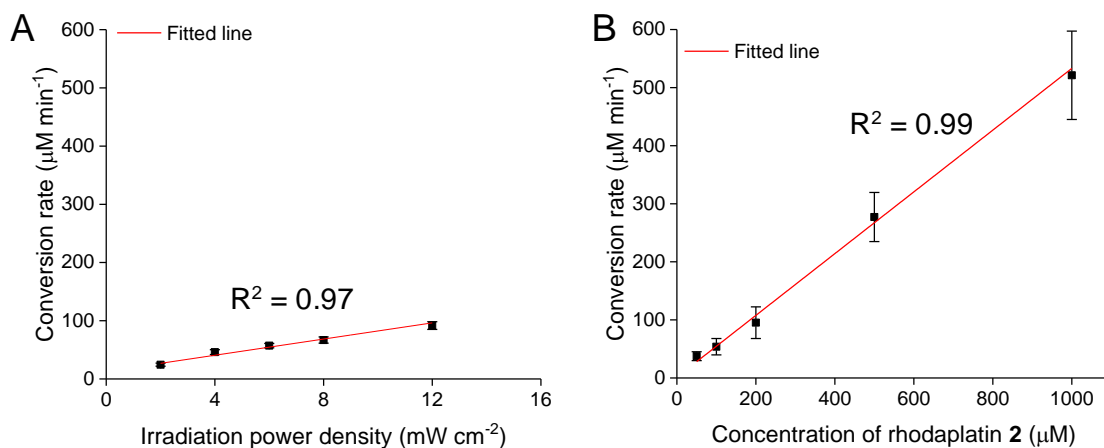 A
Fitted line
R² = 0.97
Conversion rate (μM min⁻¹)
600
500
400
300
200
100
0
0 4 8 12 16
Irradiation power density (mW cm⁻²)
B
Fitted line
R² = 0.99
Conversion rate (μM min⁻¹)
600
500
400
300
200
100
0
0 200 400 600 800 1000
Concentration of rhodaplatin 2 (μM)